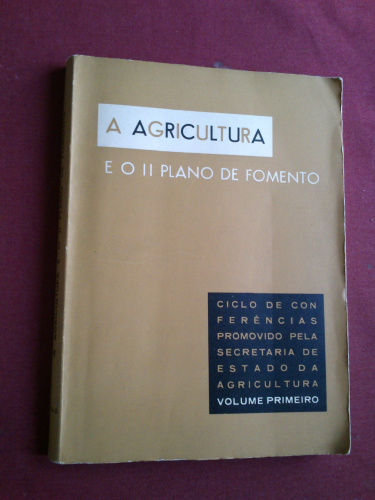 A AGRICULTURA
E O II PLANO DE FOMENTO
CICLO DE CON
FERÊNCIAS
PROMOVIDO PELA
SECRETARIA DE
ESTADO DA
AGRICULTURA
VOLUME PRIMEIRO